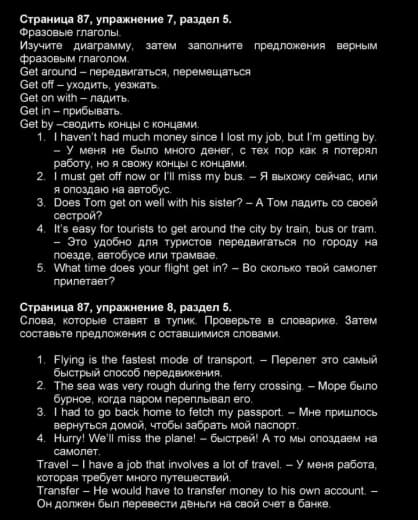 Страница 87, упражнение 7, раздел 5.
Фразовые глаголы.
Изучите диаграмму, затем заполните предложения верным
фразовым глаголом.
Get around – передвигаться, перемещаться
Get off – уходить, уезжать.
Get on with – ладить.
Get in – прибывать.
Get by –сводить концы с концами.
1. I haven't had much money since I lost my job, but I'm getting by.
– У меня не было много денег, с тех пор как я потерял
работу, но я свожу концы с концами.
2. I must get off now or I'll miss my bus. – Я выхожу сейчас, или
я опоздаю на автобус.
3. Does Tom get on well with his sister? – А Том ладить со своей
сестрой?
4. It's easy for tourists to get around the city by train, bus or tram.
– Это удобно для туристов передвигаться по городу на
поезде, автобусе или трамвае.
5. What time does your flight get in? – Во сколько твой самолет
прилетает?
Страница 87, упражнение 8, раздел 5.
Слова, которые ставят в тупик. Проверьте в словарике. Затем
составьте предложения с оставшимися словами.
1. Flying is the fastest mode of transport. – Перелет это самый
быстрый способ передвижения.
2. The sea was very rough during the ferry crossing. – Море было
бурное, когда паром переплывал его.
3. I had to go back home to fetch my passport. – Мне пришлось
вернуться домой, чтобы забрать мой паспорт.
4. Hurry! We'll miss the plane! – быстрей! А то мы опоздаем на
самолет.
Travel – I have a job that involves a lot of travel. – У меня работа,
которая требует много путешествий.
Transfer – He would have to transfer money to his own account. –
Он должен был перевести деньги на свой счет в банке.